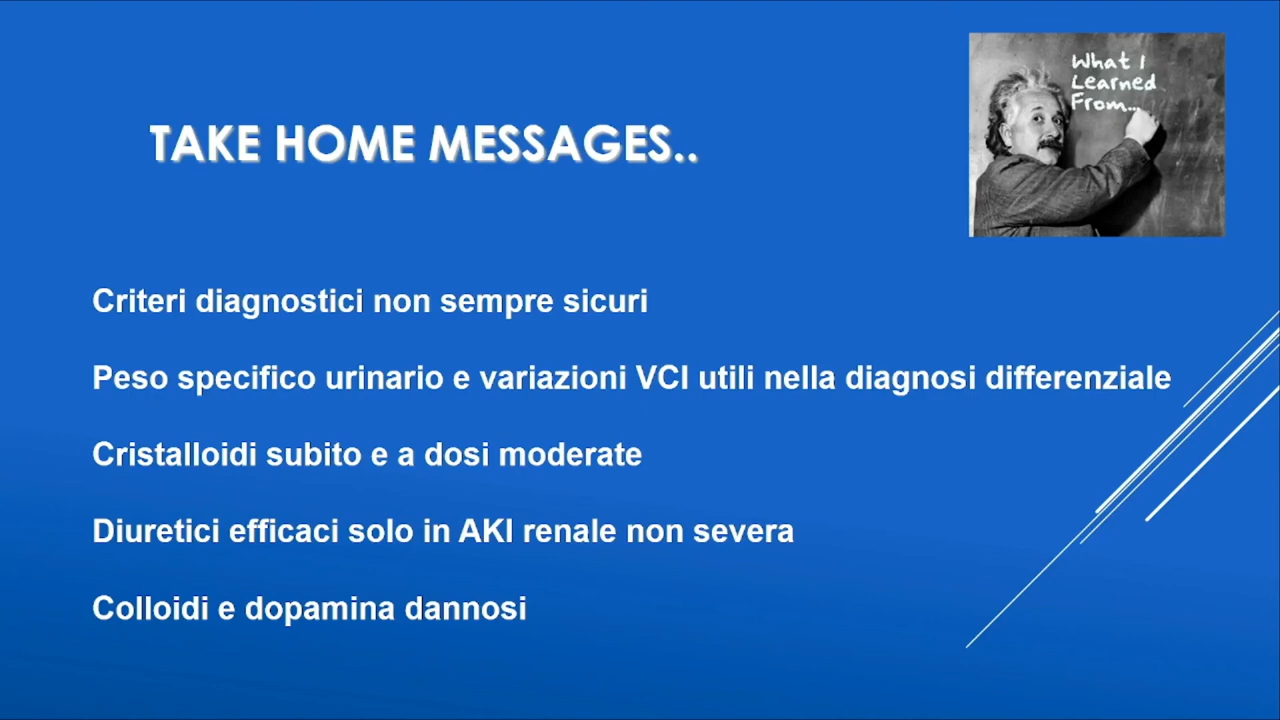 What I
Learned
From...
TAKE HOME MESSAGES..
Criteri diagnostici non sempre sicuri
Peso specifico urinario e variazioni VCI utili nella diagnosi differenziale
Cristalloidi subito e a dosi moderate
Diuretici efficaci solo in AKI renale non severa
Colloidi e dopamina dannosi